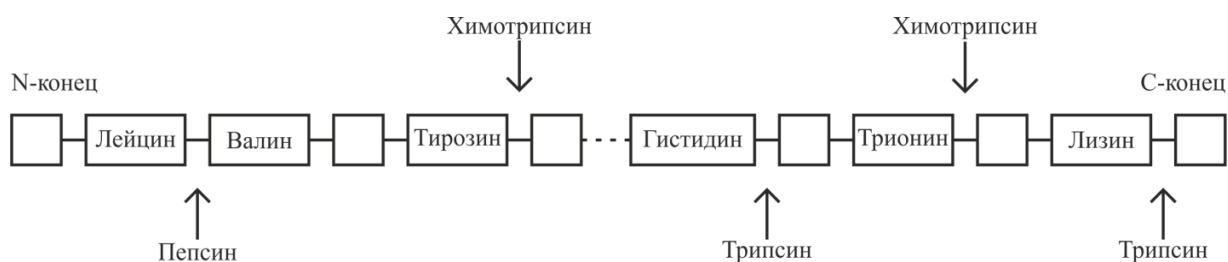 Химотрипсин Химотрипсин
N-конец С-конец
Лейцин Валин Тирозин Гистидин Трионин Лизин
Пепсин Трипсин Трипсин